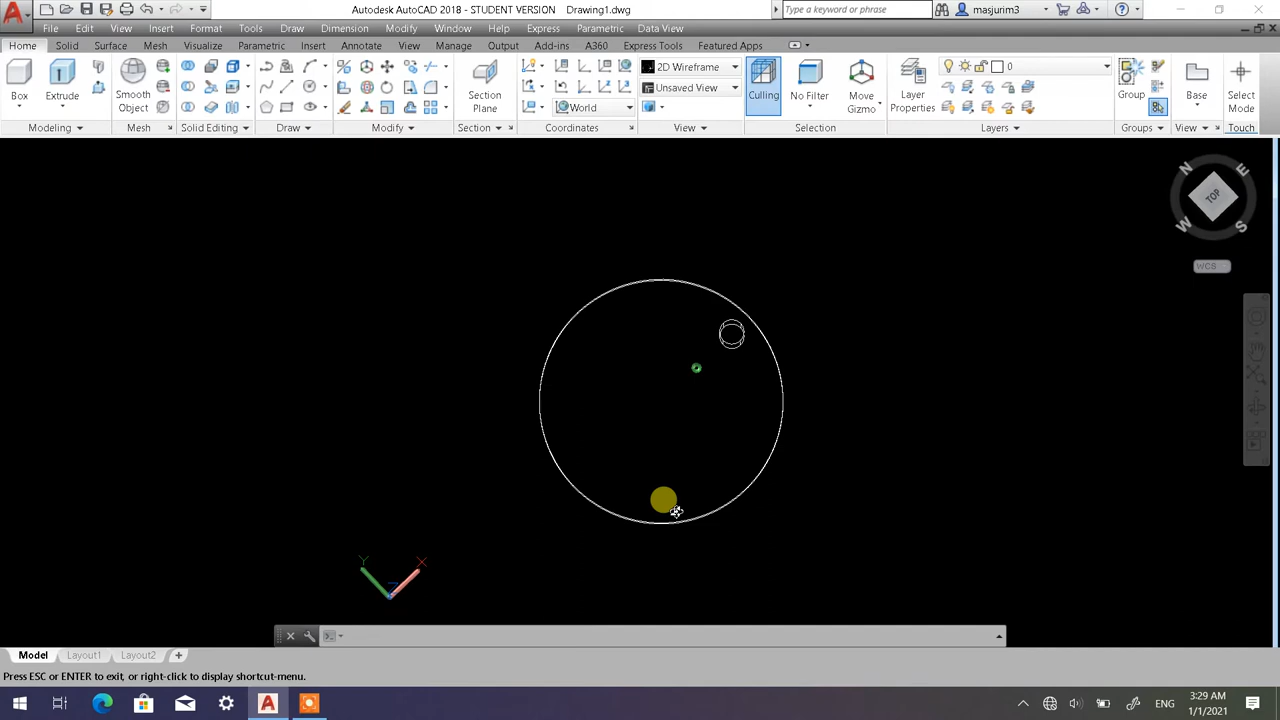 Autodesk AutoCAD 2018 - STUDENT VERSION Drawing1.dwg
Type a keyword or phrase
masjurim3
File Edit View Insert Format Tools Draw Dimension Modify Window Help Express Parametric Data View
Home Solid Surface Mesh Visualize Parametric Insert Annotate View Manage Output Add-ins A360 Express Tools Featured Apps
2D Wireframe
0
Unsaved View
World
Box
Extrude
Smooth
Object
Section
Plane
Culling
No Filter
Move
Gizmo
Layer
Properties
Group
Base
Select
Mode
Modeling
Mesh
Solid Editing
Draw
Modify
Section
Coordinates
View
Selection
Layers
Groups
View
Touch
N
E
TOP
W
S
WCS
Y
X
Model Layout1 Layout2
Press ESC or ENTER to exit, or right-click to display shortcut-menu.
ENG
3:29 AM
1/1/2021